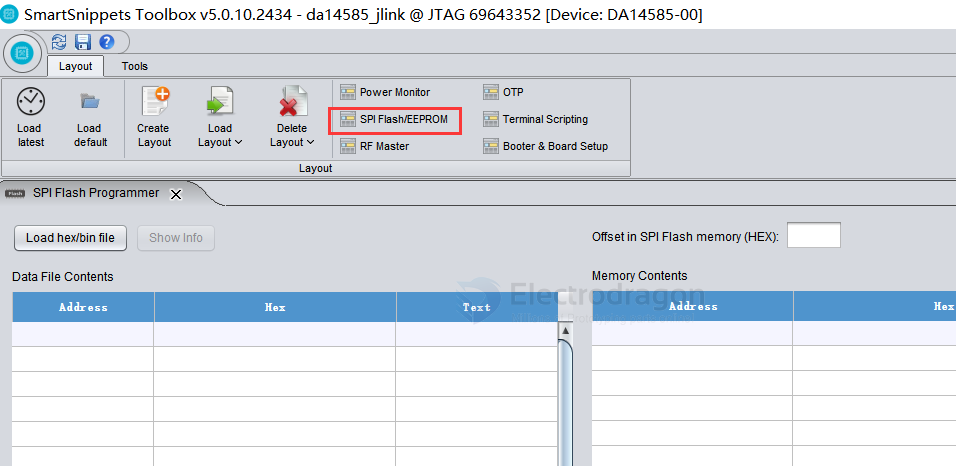 SmartSnippets Toolbox v5.0.10.2434 - da14585_jlink @ JTAG 69643352 [Device: DA14585-00]
Layout Tools
Load latest
Load default
Create Layout
Load Layout
Delete Layout
Power Monitor
SPI Flash/EEPROM
RF Master
OTP
Terminal Scripting
Booter & Board Setup
Layout
Flash SPI Flash Programmer
Load hex/bin file Show Info
Offset in SPI Flash memory (HEX):
Data File Contents
Memory Contents
Address Hex Text
Address Hex
Electrodragon